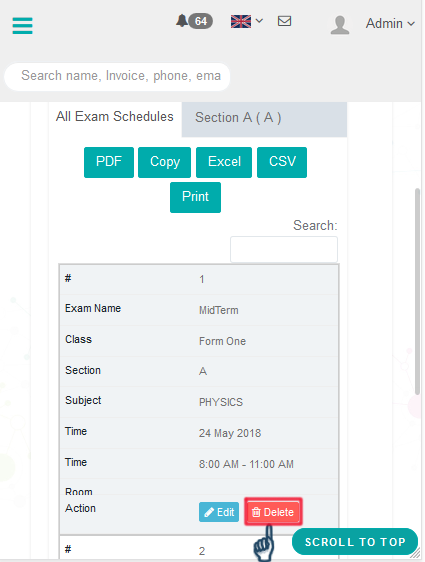 64
Admin
Search name, Invoice, phone, ema
All Exam Schedules
Section A ( A )
PDF
Copy
Excel
CSV
Print
Search:
# 1
Exam Name MidTerm
Class Form One
Section A
Subject PHYSICS
Time 24 May 2018
Time 8:00 AM - 11:00 AM
Room
Action Edit Delete
SCROLL TO TOP
# 2